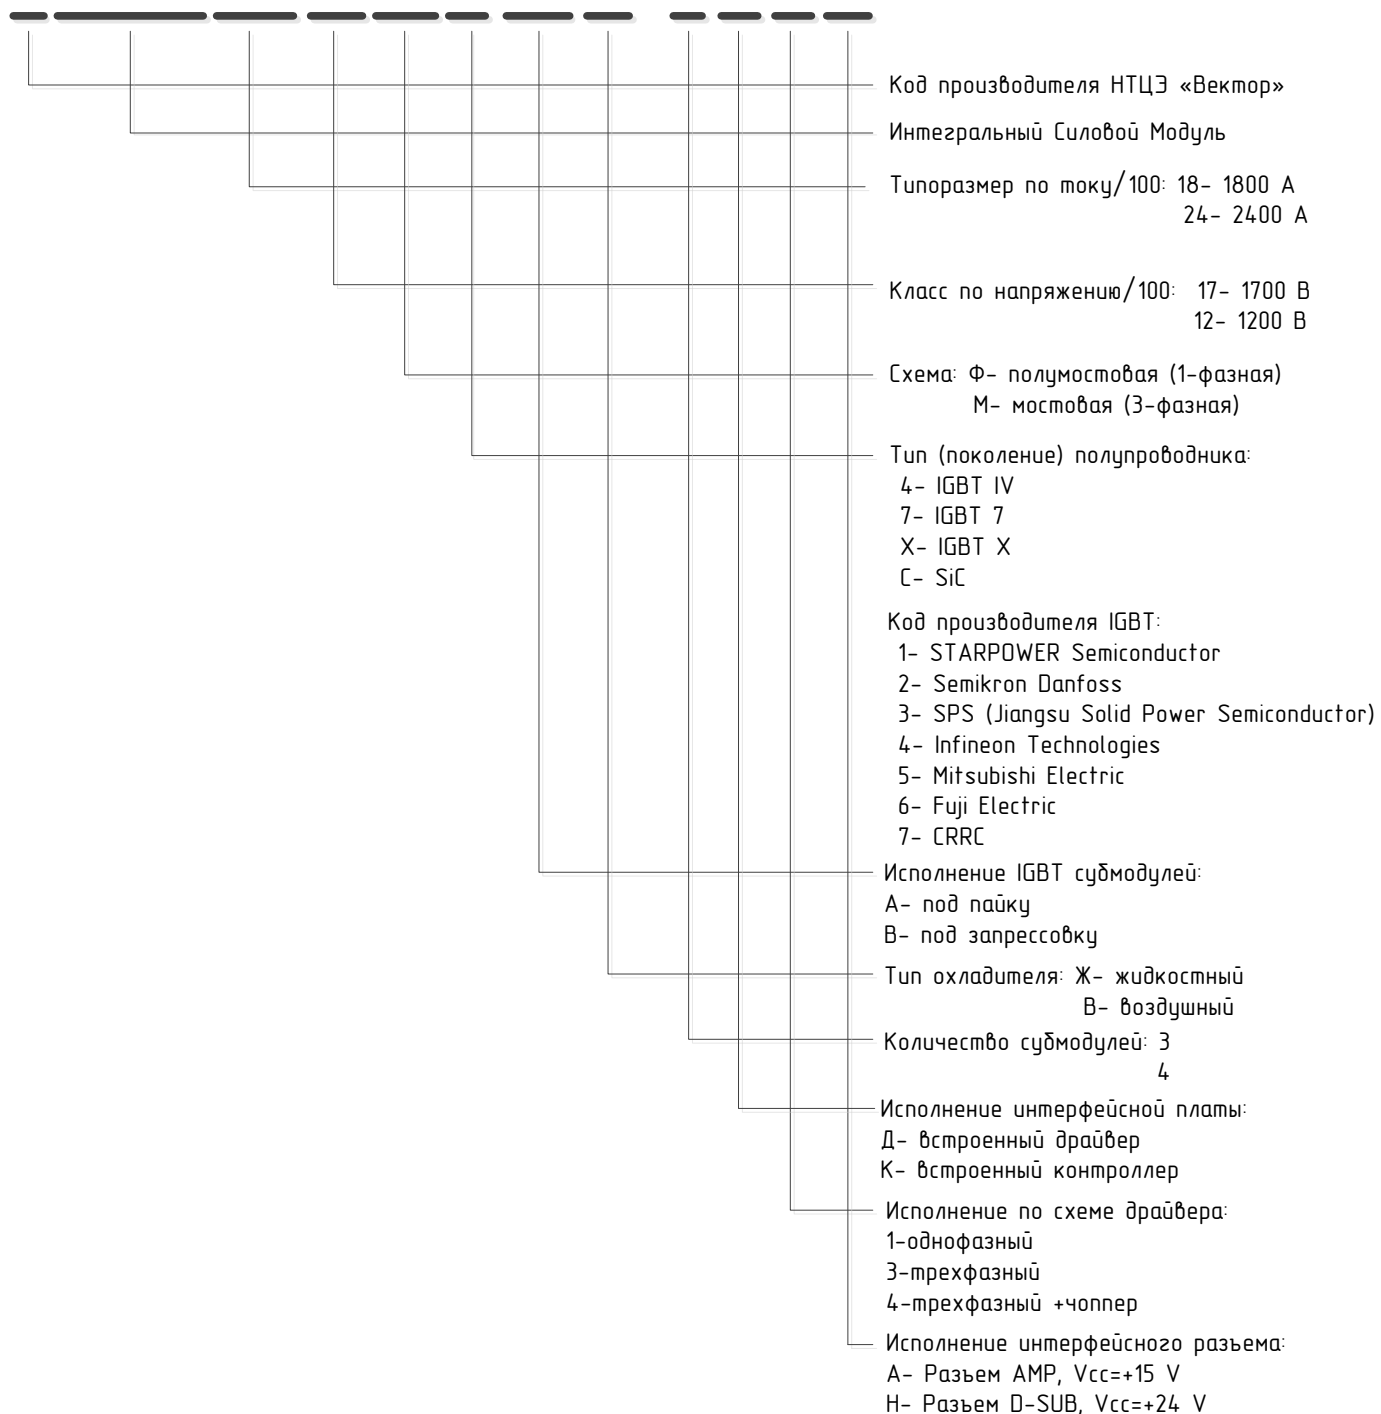 Код производителя НТЦЭ «Вектор»
Интегральный Силовой Модуль
Типоразмер по току/100: 18- 1800 А
24- 2400 А
Класс по напряжению/100: 17- 1700 В
12- 1200 В
Схема: Ф- полумостовая (1-фазная)
М- мостовая (3-фазная)
Тип (поколение) полупроводника:
4- IGBT IV
7- IGBT 7
X- IGBT X
C- SiC
Код производителя IGBT:
1- STARPOWER Semiconductor
2- Semikron Danfoss
3- SPS (Jiangsu Solid Power Semiconductor)
4- Infineon Technologies
5- Mitsubishi Electric
6- Fuji Electric
7- CRRC
Исполнение IGBT субмодулей:
А- под пайку
В- под запрессовку
Тип охладителя: Ж- жидкостный
В- воздушный
Количество субмодулей: 3
4
Исполнение интерфейсной платы:
Д- встроенный драйвер
К- встроенный контроллер
Исполнение по схеме драйвера:
1-однофазный
3-трехфазный
4-трехфазный +чоппер
Исполнение интерфейсного разъема:
А- Разъем AMP, Vcc=+15 V
Н- Разъем D-SUB, Vcc=+24 V